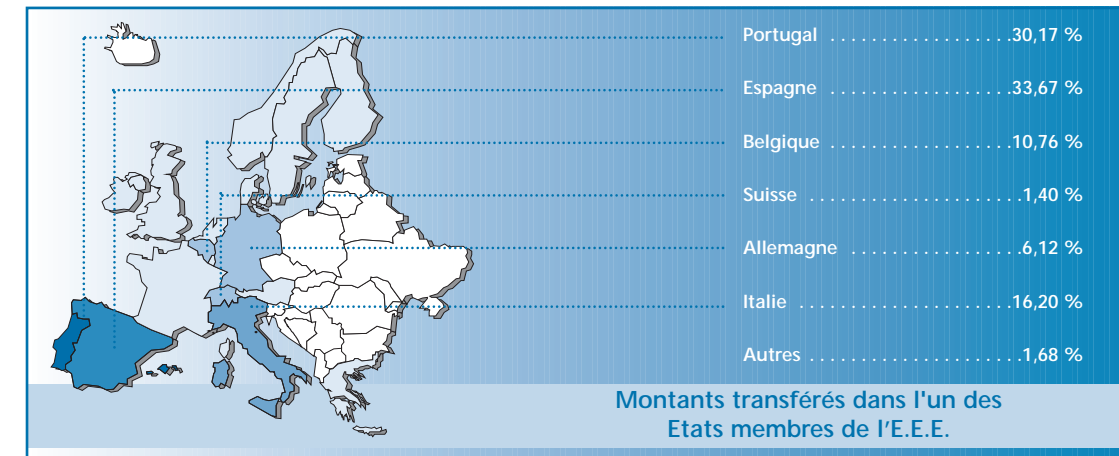 Portugal . . . . . . . . . . . . . . . . . . .30,17 %
Espagne . . . . . . . . . . . . . . . . . . .33,67 %
Belgique . . . . . . . . . . . . . . . . . . .10,76 %
Suisse . . . . . . . . . . . . . . . . . . . . . .1,40 %
Allemagne . . . . . . . . . . . . . . . . . .6,12 %
Italie . . . . . . . . . . . . . . . . . . . . . .16,20 %
Autres . . . . . . . . . . . . . . . . . . . . . .1,68 %
Montants transférés dans l'un des
Etats membres de l’E.E.E.